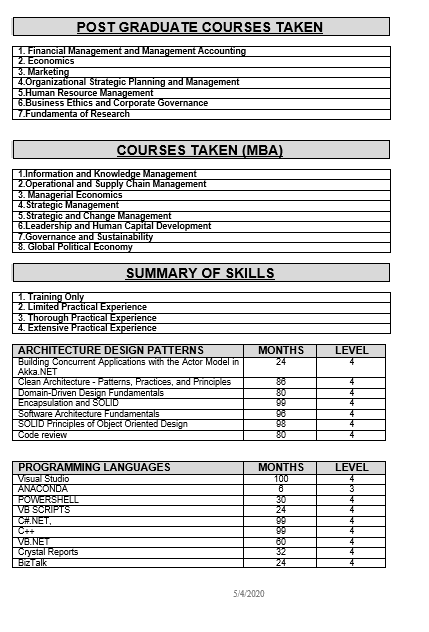 POST GRADUATE COURSES TAKEN
1. Financial Management and Management Accounting
2. Economics
3. Marketing
4.Organizational Strategic Planning and Management
5.Human Resource Management
6.Business Ethics and Corporate Governance
7.Fundamenta of Research
COURSES TAKEN (MBA)
1.Information and Knowledge Management
2.Operational and Supply Chain Management
3. Managerial Economics
4.Strategic Management
5.Strategic and Change Management
6.Leadership and Human Capital Development
7.Governance and Sustainability
8. Global Political Economy
SUMMARY OF SKILLS
1. Training Only
2. Limited Practical Experience
3. Thorough Practical Experience
4. Extensive Practical Experience
ARCHITECTURE DESIGN PATTERNS MONTHS LEVEL
Building Concurrent Applications with the Actor Model in 24 4
Akka.NET
Clean Architecture - Patterns, Practices, and Principles 86 4
Domain-Driven Design Fundamentals 80 4
Encapsulation and SOLID 99 4
Software Architecture Fundamentals 96 4
SOLID Principles of Object Oriented Design 98 4
Code review 80 4
PROGRAMMING LANGUAGES MONTHS LEVEL
Visual Studio 100 4
ANACONDA 6 3
POWERSHELL 30 4
VB SCRIPTS 24 4
C#.NET, 99 4
C++ 99 4
VB.NET 60 4
Crystal Reports 32 4
BizTalk 24 4
5/4/2020